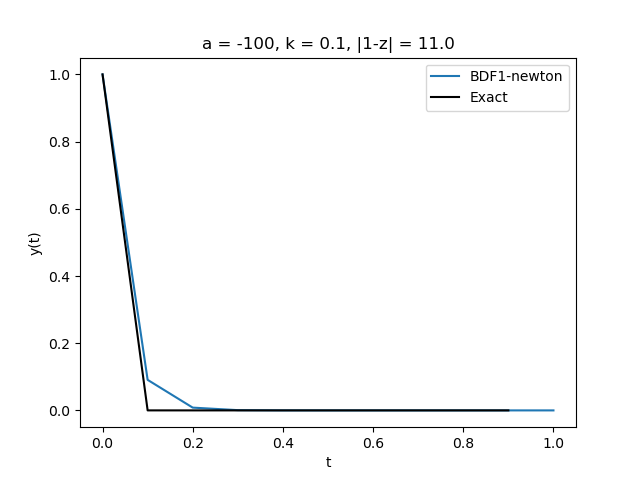 a = -100, k = 0.1, |1-z| = 11.0
BDF1-newton
Exact
1.0
0.8
0.6
0.4
0.2
0.0
y(t)
0.0 0.2 0.4 0.6 0.8 1.0
t